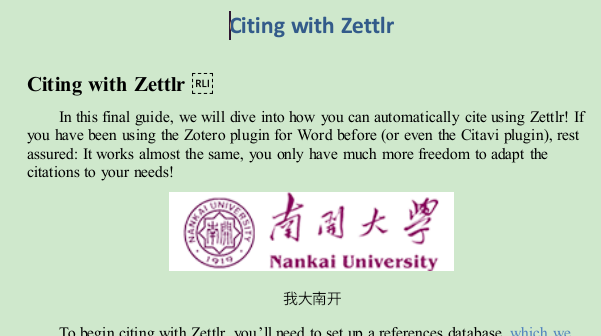 Citing with Zettlr
Citing with Zettlr RLI
In this final guide, we will dive into how you can automatically cite using Zettlr! If
you have been using the Zotero plugin for Word before (or even the Citavi plugin), rest
assured: It works almost the same, you only have much more freedom to adapt the
citations to your needs!
NANKAI UNIVERSITY
南開
1919
南開大學
Nankai University
我大南开
To begin citing with Zettlr, you'll need to set up a references database, which we